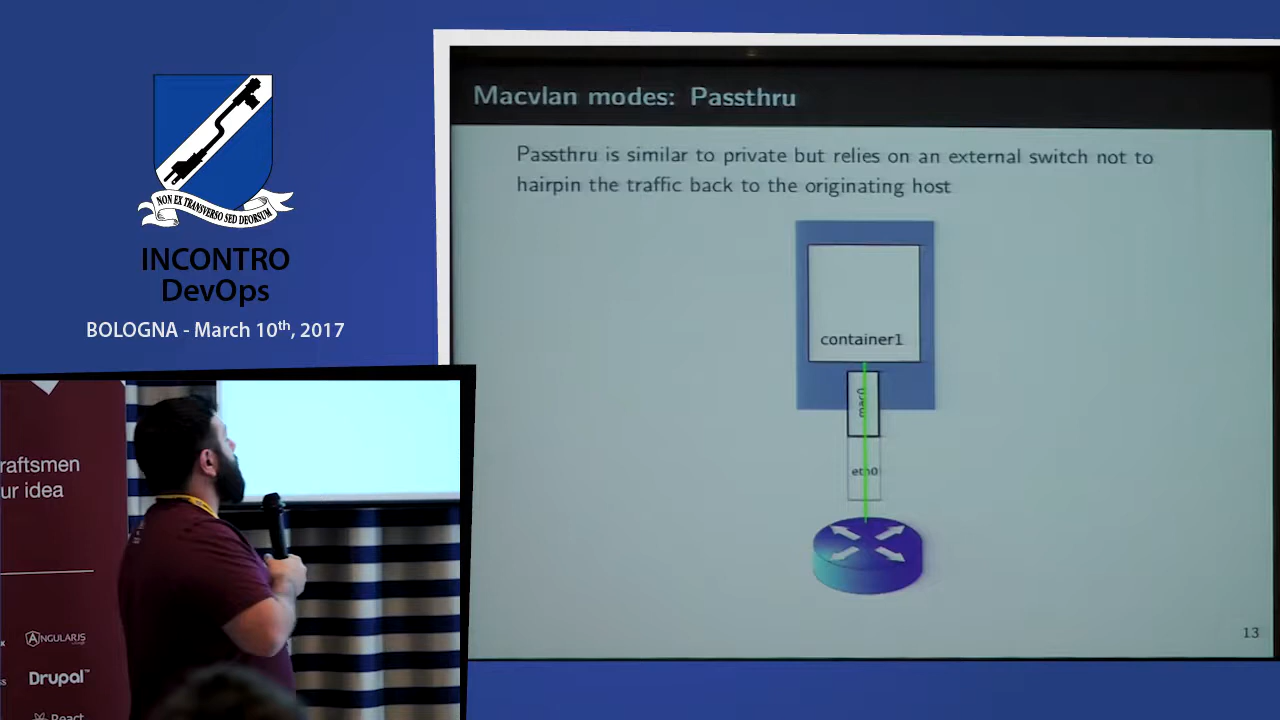 NON EX TRANSVERSO SED DEORSUM
INCONTRO
DevOps
BOLOGNA - March 10th, 2017
Macvlan modes: Passthru
Passthru is similar to private but relies on an external switch not to
hairpin the traffic back to the originating host
container1
mac0
eth0
13
raftsmen
ur idea
ANGULARJS
Drupal™
React